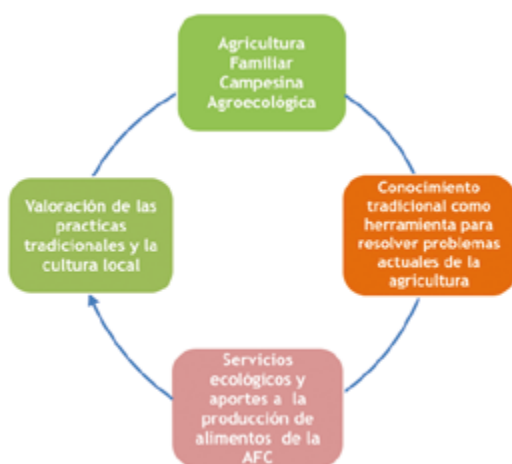 Agricultura
Familiar
Campesina
Agroecológica
Conocimiento
tradicional como
herramienta para
resolver problemas
actuales de la
agricultura
Servicios
ecológicos y
aportes a la
producción de
alimentos de la
AFC
Valoración de las
practicas
tradicionales y la
cultura local